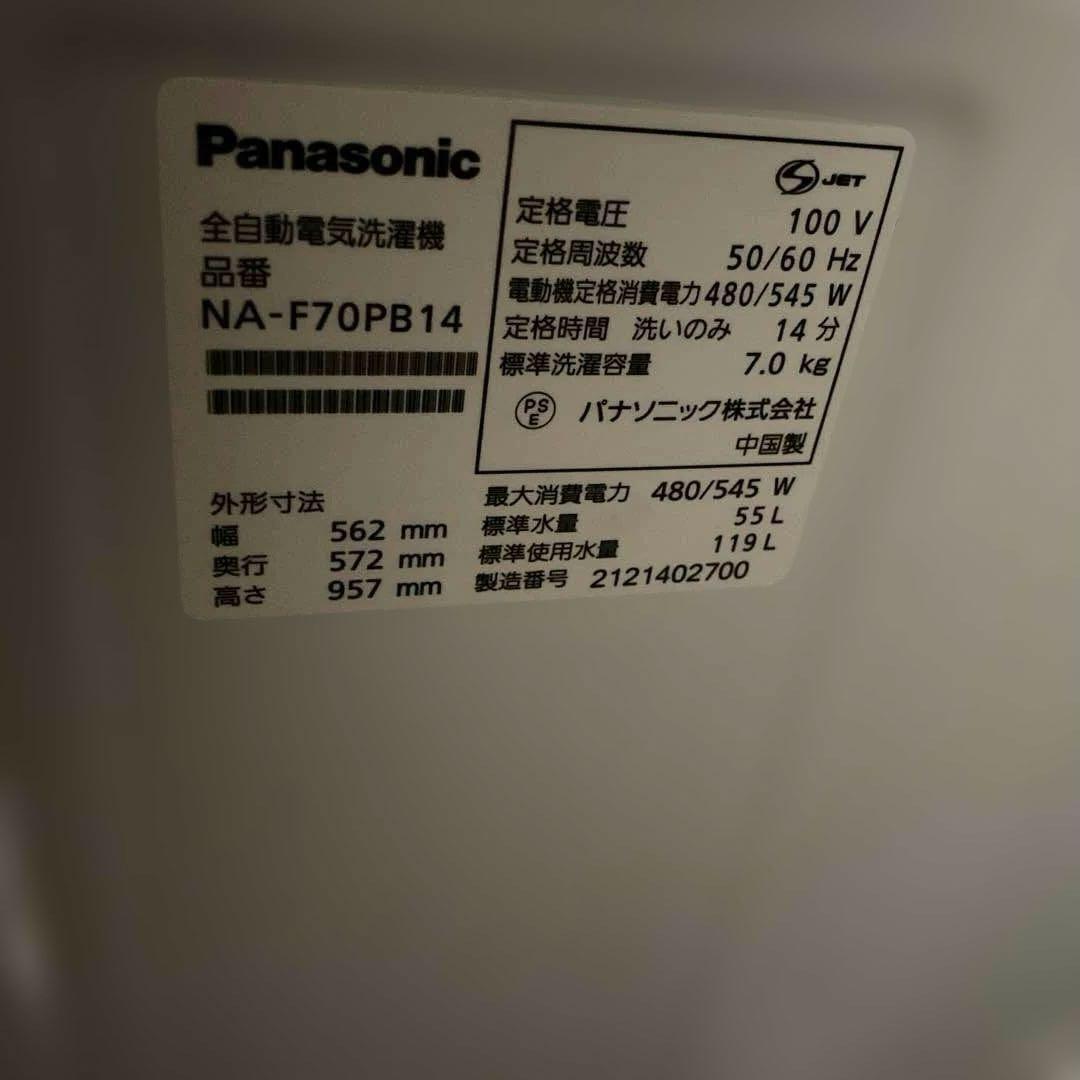 Panasonic
全自動電気洗濯機
品番
NA-F70PB14
S JET
定格電圧 100 V
定格周波数 50/60 Hz
電動機定格消費電力 480/545 W
定格時間 洗いのみ 14 分
標準洗濯容量 7.0 kg
PS E パナソニック株式会社
中国製
外形寸法
幅 562 mm
奥行 572 mm
高さ 957 mm
最大消費電力 480/545 W
標準水量 55 L
標準使用水量 119 L
製造番号 2121402700